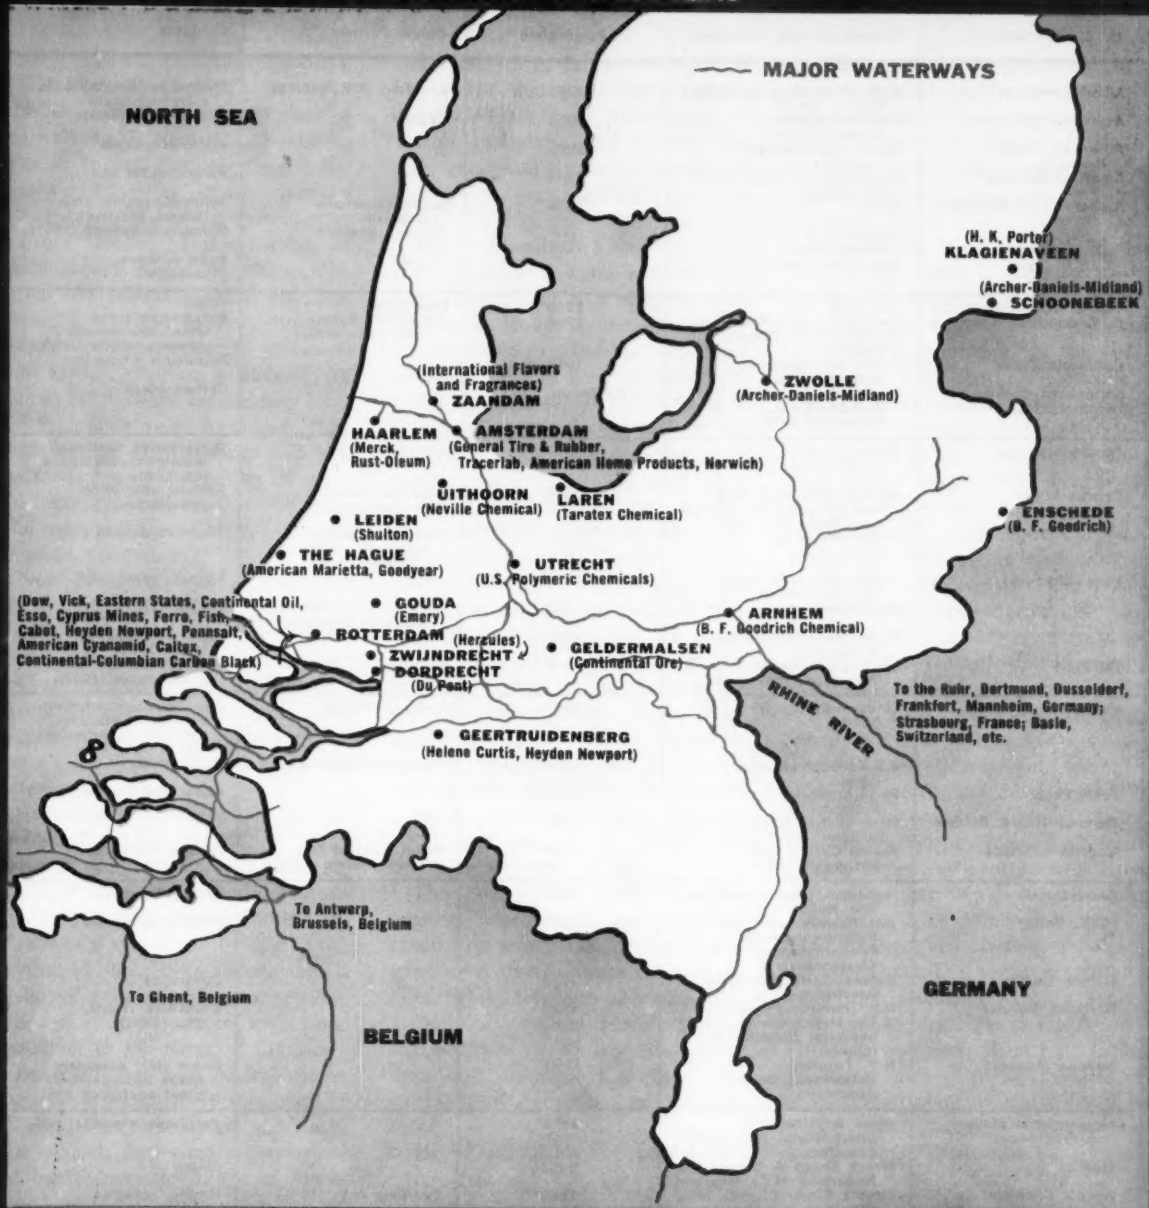 MAJOR WATERWAYS
NORTH SEA
(H. K. Porter)
KLAGIENAVEEN
(Archer-Daniels-Midland)
SCHOONEBEEK
(International Flavors
and Fragrances)
ZAANDAM
ZWOLLE
(Archer-Daniels-Midland)
HAARLEM
(Merck,
Rust-Oleum)
AMSTERDAM
(General Tire & Rubber,
Tracerlab, American Home Products, Norwich)
UITHOORN
(Neville Chemical)
LAREN
(Taratex Chemical)
LEIDEN
(Shulton)
ENSCHEDE
(B. F. Goodrich)
THE HAGUE
(American Marietta, Goodyear)
UTRECHT
(U.S. Polymeric Chemicals)
(Dow, Vick, Eastern States, Continental Oil,
Esso, Cyprus Mines, Ferro, Fish,
Cabot, Heyden Newport, Pennsalt,
American Cyanamid, Caltex,
Continental-Columbian Carbon Black)
GOUDA
(Emery)
ARNHEM
(B. F. Goodrich Chemical)
ROTTERDAM
(Hercules)
ZWIJNDRECHT
GELDERMALSEN
(Continental Ore)
DORDRECHT
(Du Pont)
RHINE RIVER
To the Ruhr, Dortmund, Dusseldorf,
Frankfort, Mannheim, Germany;
Strasbourg, France; Basle,
Switzerland, etc.
GEERTRUIDENBERG
(Helene Curtis, Heyden Newport)
To Antwerp,
Brussels, Belgium
To Ghent, Belgium
GERMANY
BELGIUM